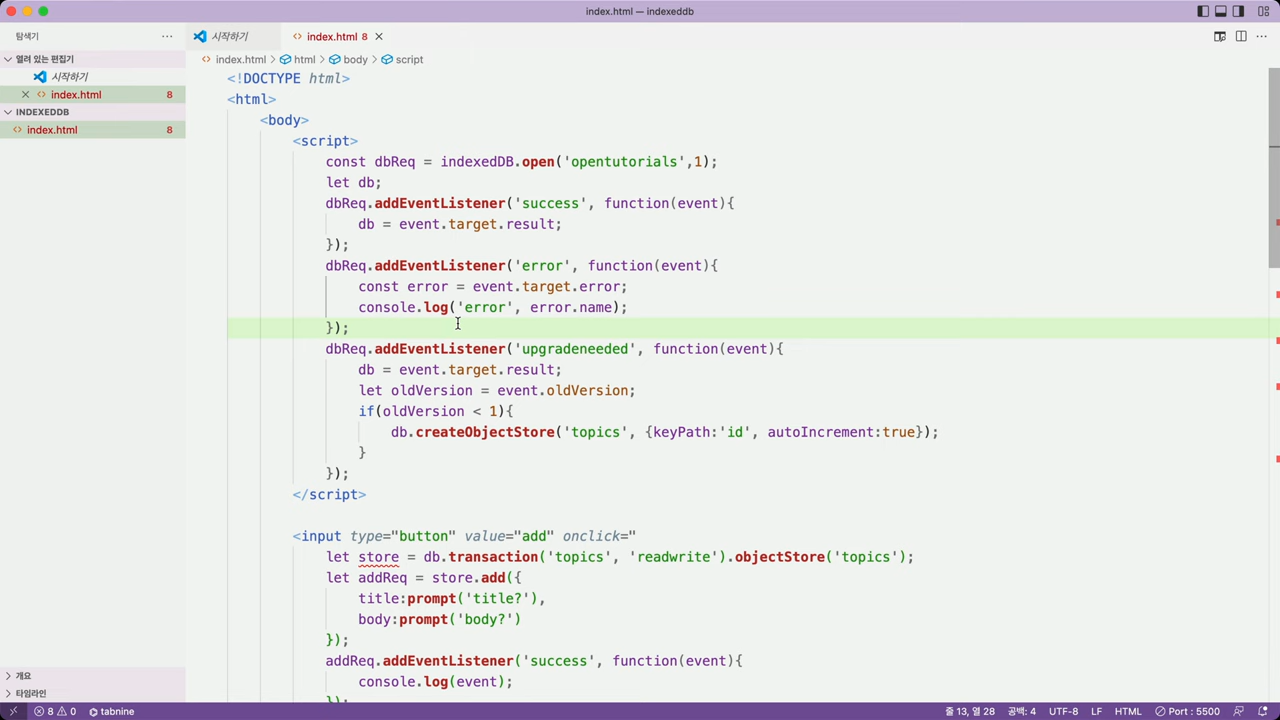 index.html — indexeddb
탐색기
시작하기
index.html 8
열려 있는 편집기
시작하기
index.html 8
INDEXEDDB
index.html 8
개요
타임라인
index.html > html > body > script
<!DOCTYPE html>
<html>
<body>
<script>
const dbReq = indexedDB.open('opentutorials',1);
let db;
dbReq.addEventListener('success', function(event){
db = event.target.result;
});
dbReq.addEventListener('error', function(event){
const error = event.target.error;
console.log('error', error.name);
});
dbReq.addEventListener('upgradeneeded', function(event){
db = event.target.result;
let oldVersion = event.oldVersion;
if(oldVersion < 1){
db.createObjectStore('topics', {keyPath:'id', autoIncrement:true});
}
});
</script>
<input type="button" value="add" onclick="
let store = db.transaction('topics', 'readwrite').objectStore('topics');
let addReq = store.add({
title:prompt('title?'),
body:prompt('body?')
});
addReq.addEventListener('success', function(event){
console.log(event);
});
8 0 tabnine 줄 13, 열 28 공백: 4 UTF-8 LF HTML Port : 5500